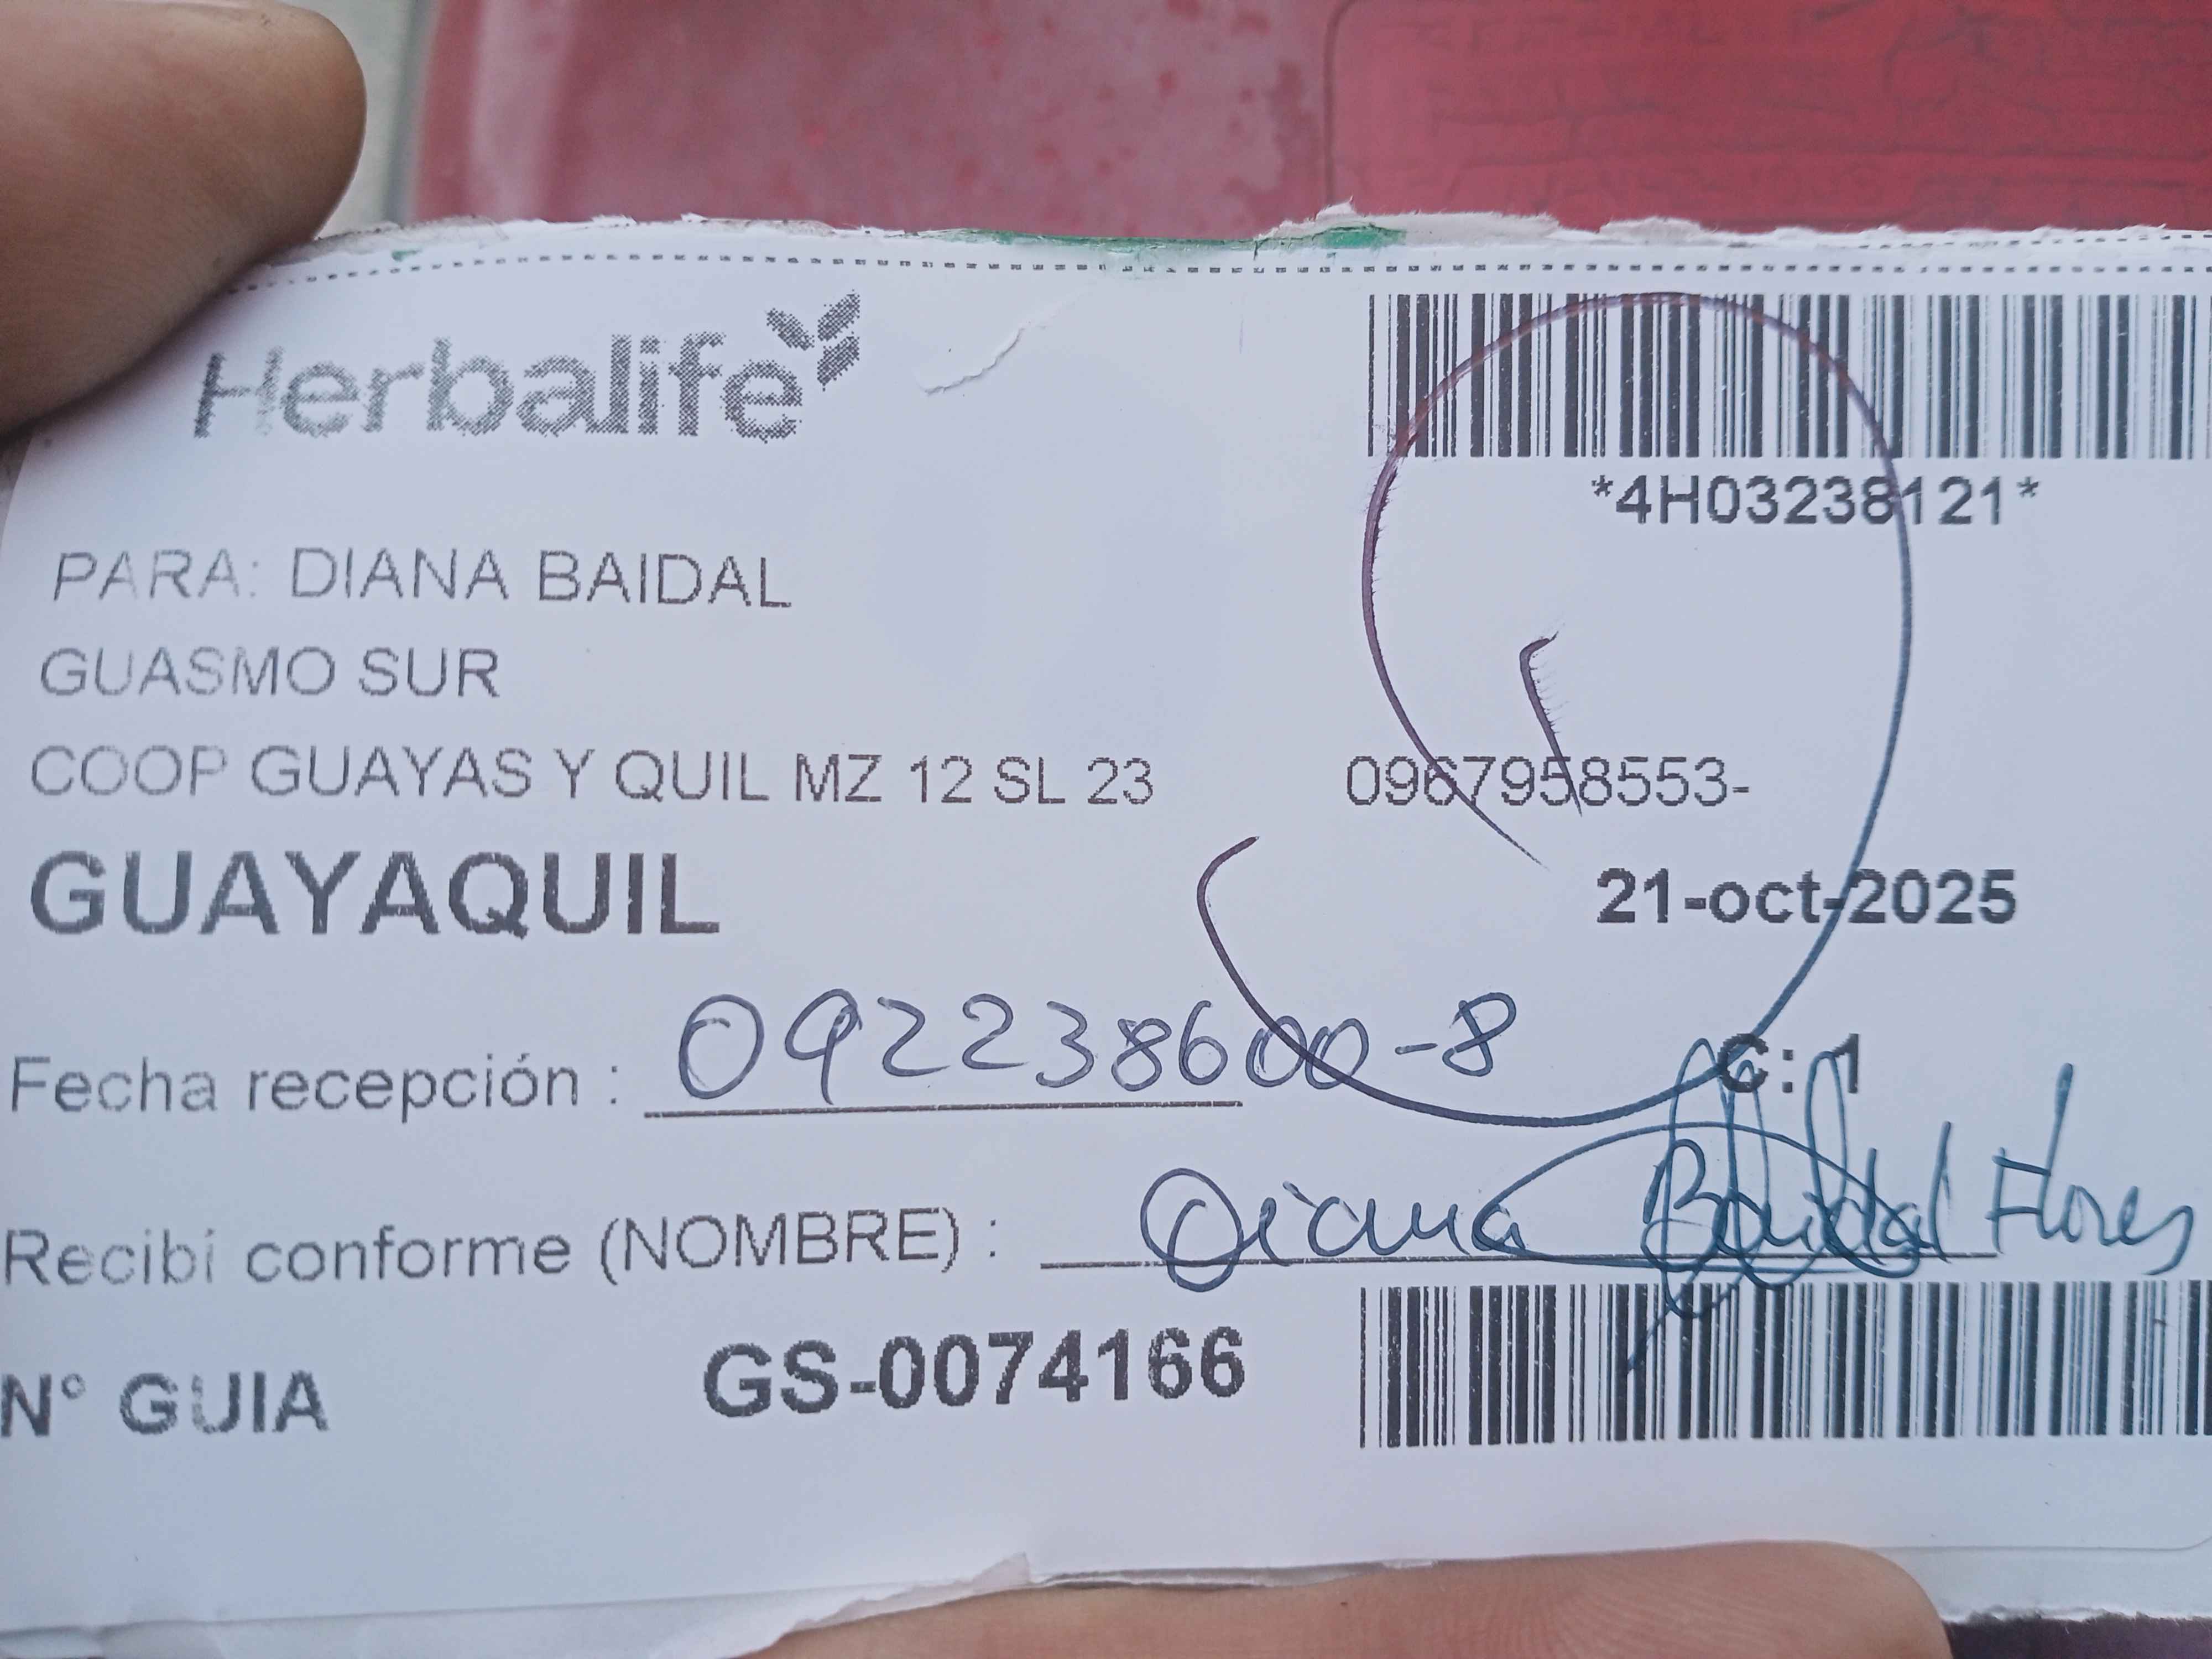 Herbalife
*4H03238121*
PARA: DIANA BAIDAL
GUASMO SUR
COOP GUAYAS Y QUIL MZ 12 SL 23 0967958553-
GUAYAQUIL 21-oct-2025
Fecha recepción : 092238600-8 C: 1
Recibí conforme (NOMBRE) : Diana Baidal Flores
N° GUIA GS-0074166